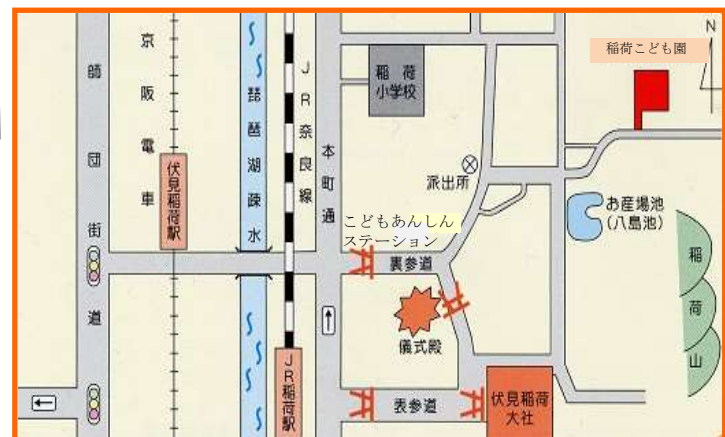 師団街道
京阪電車
伏見稲荷駅
琵琶湖疏水
JR奈良線
JR稲荷駅
本町通
稲荷
小学校
派出所
こどもあんしん
ステーション
裏参道
儀式殿
表参道
伏見稲荷
大社
稲荷こども園
N
お産場池
(八島池)
稲荷山